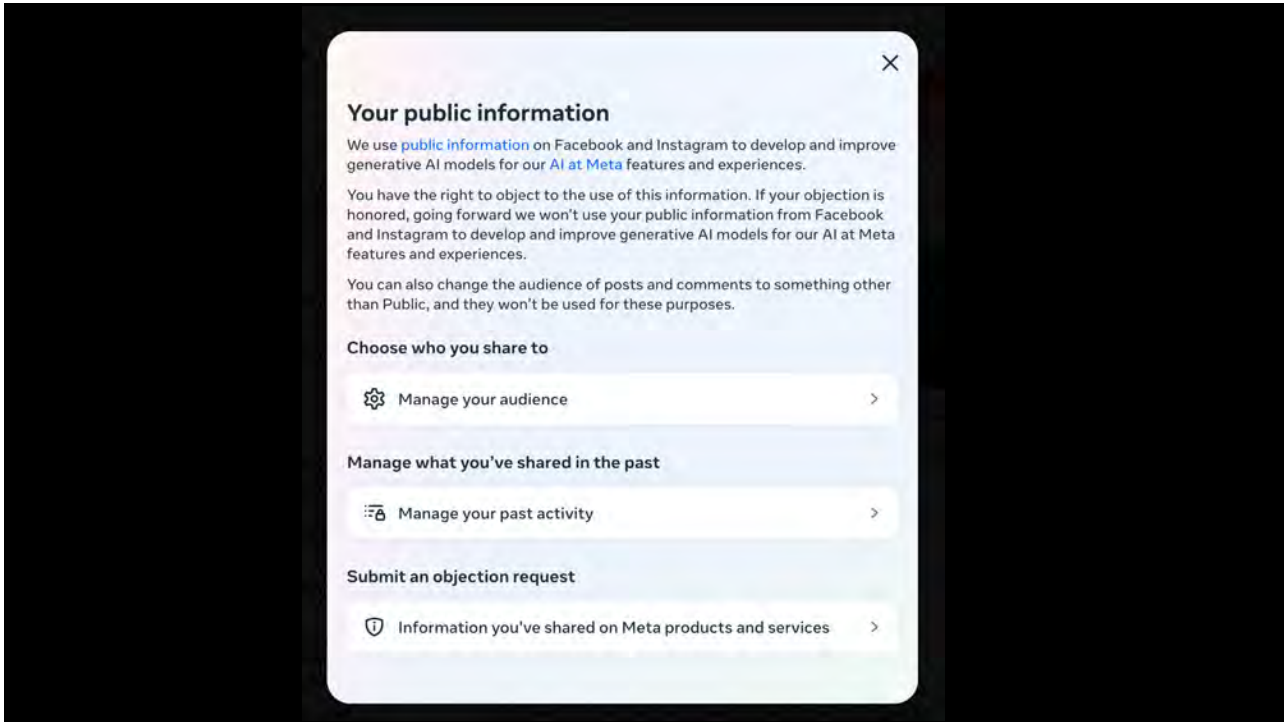 Your public information
We use public information on Facebook and Instagram to develop and improve
generative AI models for our AI at Meta features and experiences.
You have the right to object to the use of this information. If your objection is
honored, going forward we won't use your public information from Facebook
and Instagram to develop and improve generative AI models for our AI at Meta
features and experiences.
You can also change the audience of posts and comments to something other
than Public, and they won't be used for these purposes.
Choose who you share to
Manage your audience
Manage what you've shared in the past
Manage your past activity
Submit an objection request
Information you've shared on Meta products and services